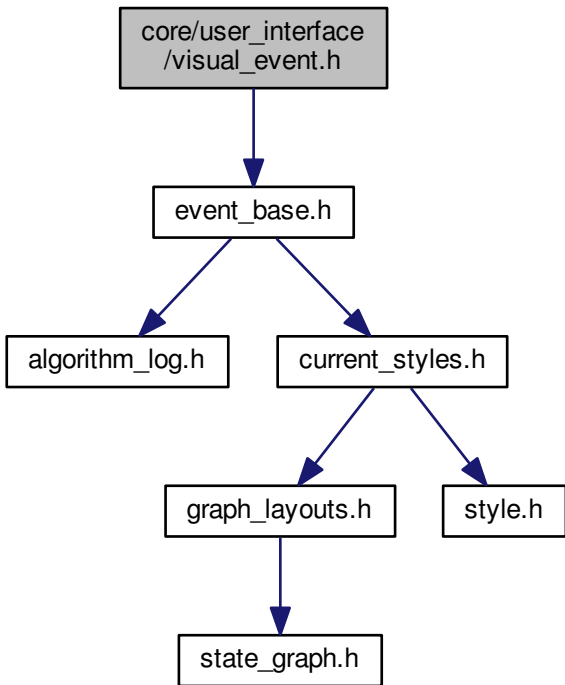 core/user_interface
/visual_event.h
event_base.h
algorithm_log.h
current_styles.h
graph_layouts.h
style.h
state_graph.h